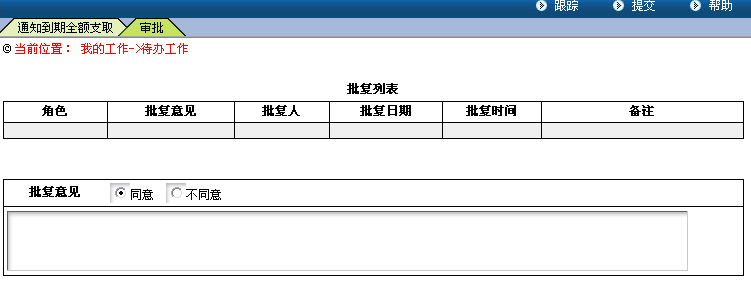 跟踪 提交 帮助
通知到期全额支取 审批
当前位置： 我的工作->待办工作
批复列表
角色 批复意见 批复人 批复日期 批复时间 备注
批复意见 同意 不同意